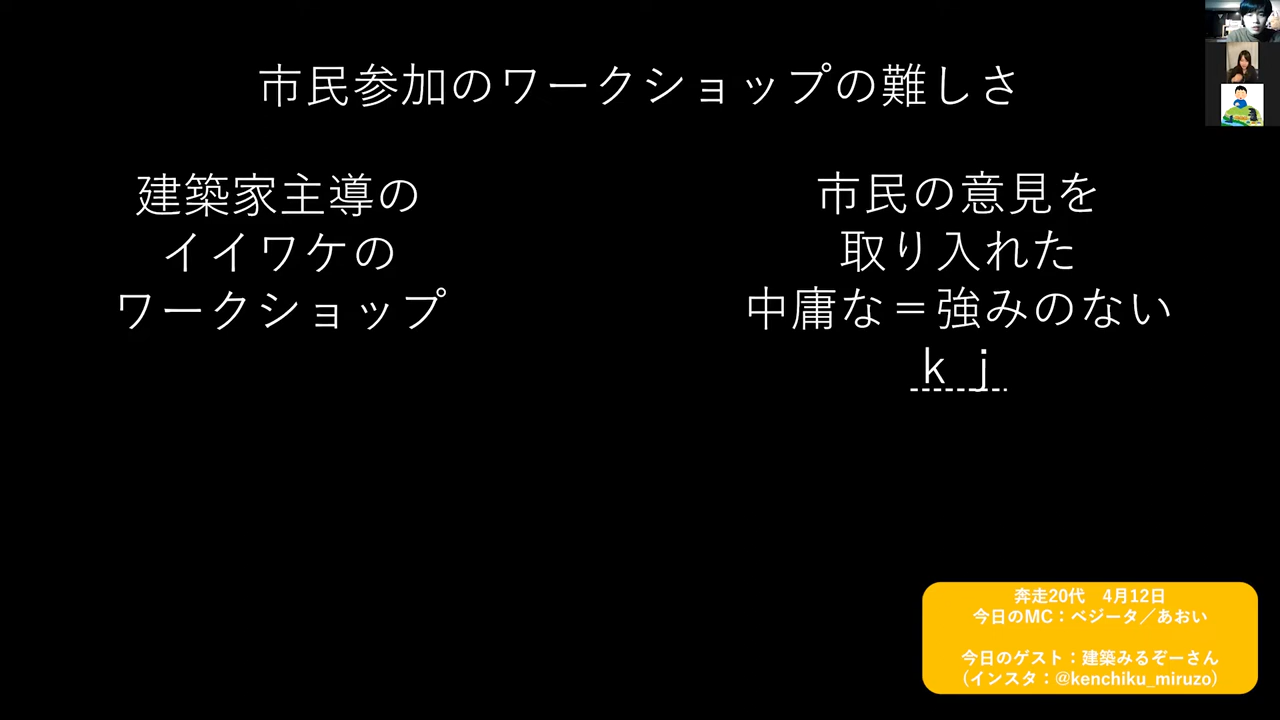 市民参加のワークショップの難しさ
建築家主導の
イイワケの
ワークショップ
市民の意見を
取り入れた
中庸な＝強みのない
ｋｊ
奔走20代　4月12日
今日のMC：ベジータ／あおい
今日のゲスト：建築みるぞーさん
（インスタ：@kenchiku_miruzo）